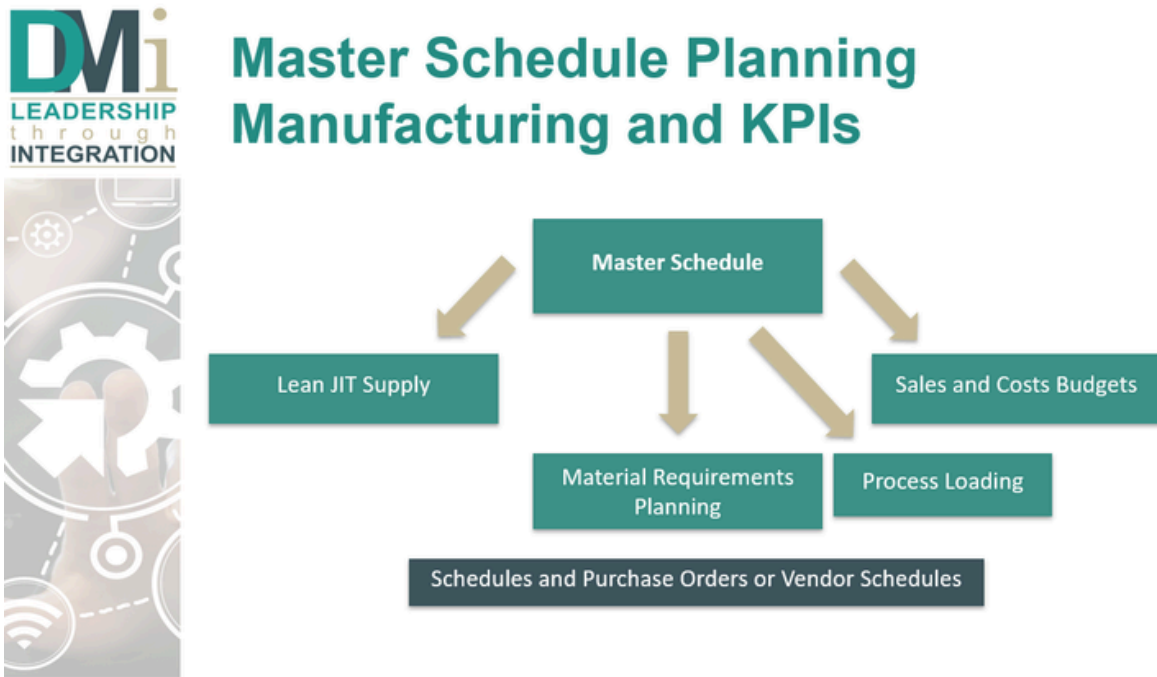 DMi
LEADERSHIP
through
INTEGRATION
Master Schedule Planning
Manufacturing and KPIs
Master Schedule
Lean JIT Supply
Sales and Costs Budgets
Material Requirements
Planning
Process Loading
Schedules and Purchase Orders or Vendor Schedules